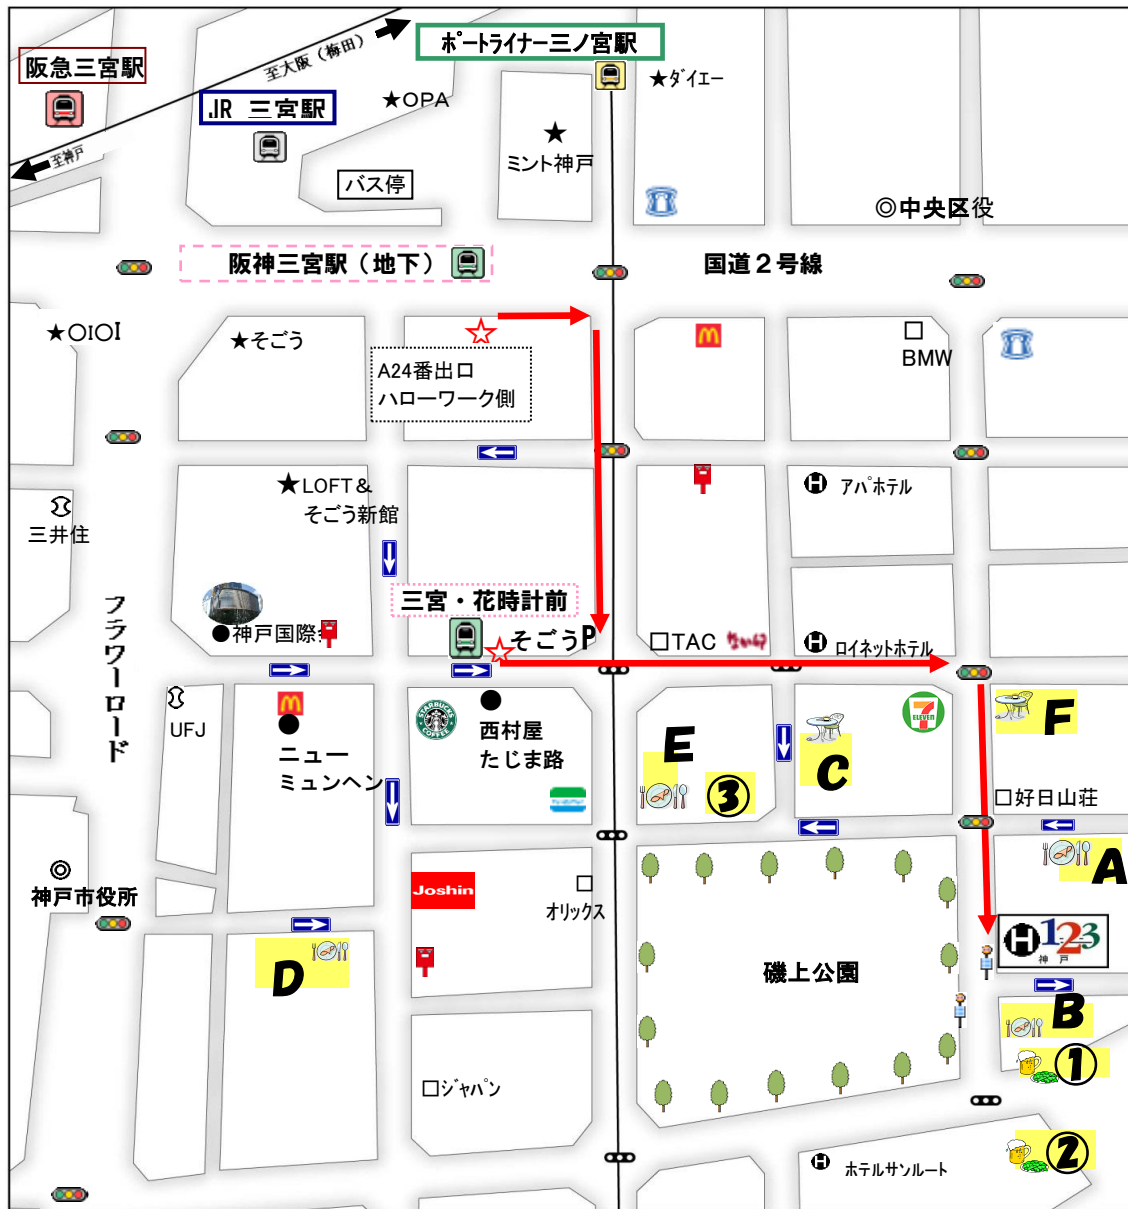 ポートライナー三ノ宮駅
阪急三宮駅
至大阪（梅田）
★ダイエー
JR 三宮駅
★OPA
★
ミント神戸
至神戸
バス停
◎中央区役
阪神三宮駅（地下）
国道２号線
★OIOI
★そごう
BMW
A24番出口
ハローワーク側
★LOFT＆
そごう新館
アパホテル
三井住
フラワーロード
三宮・花時計前
●神戸国際
そごうP
□TAC
ロイネットホテル
UFJ
STARBUCKS
COFFEE
西村屋
たじま路
ニュー
ミュンヘン
E
③
C
7
ELEVEN
F
□好日山荘
A
神戸市役所
Joshin
オリックス
D
磯上公園
H
1-2-3
神戸
B
①
□ジャパン
②
ホテルサンルート